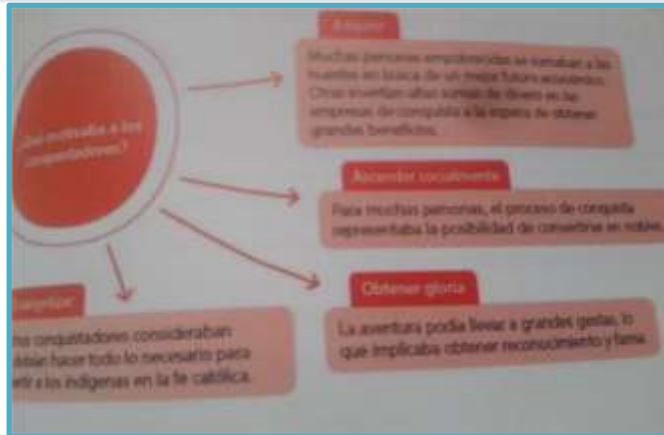 ¿Qué motivaba a los
conquistadores?
Muchas personas empobrecidas se sumaban a las
huestes en busca de un mejor futuro económico.
Otras invertían altas sumas de dinero en las
empresas de conquista a la espera de obtener
grandes beneficios.
Ascender socialmente
Para muchas personas, el proceso de conquista
representaba la posibilidad de convertirse en nobles.
Obtener gloria
La aventura podía llevar a grandes gestas, lo
que implicaba obtener reconocimiento y fama.
conquistadores consideraban
hacer todo lo necesario para
a los indígenas en la fe católica.